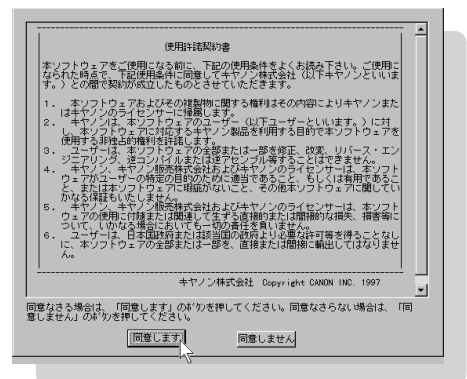 使用許諾契約書
本ソフトウェアをご使用になる前に、下記の使用条件をよくお読み下さい。ご使用に
なられた時点で、下記使用条件に同意してキヤノン株式会社（以下キヤノンといいま
す。）との間で契約が成立したものとさせていただきます。
1. 本ソフトウェアおよびその複製物に関する権利はその内容によりキヤノンまた
はキヤノンのライセンサーに帰属します。
2. キヤノンは、本ソフトウェアのユーザー（以下ユーザーといいます。）に対
し、本ソフトウェアに対応するキヤノン製品を利用する目的で本ソフトウェアを
使用する非独占的権利を許諾します。
3. ユーザーは、本ソフトウェアの全部または一部を修正、改変、リバース・エン
ジニアリング、逆コンパイルまたは逆アセンブル等することはできません。
4. キヤノン、キヤノン販売株式会社およびキヤノンのライセンサーは、本ソフト
ウェアがユーザーの特定の目的のために適当であること、もしくは有用であるこ
と、または本ソフトウェアに瑕疵がないこと、その他本ソフトウェアに関してい
かなる保証もいたしません。
5. キヤノン、キヤノン販売株式会社およびキヤノンのライセンサーは、本ソフト
ウェアの使用に付随または関連して生ずる直接的または間接的な損失、損害等に
ついて、いかなる場合においても一切の責任を負いません。
6. ユーザーは、日本国政府または該当国の政府より必要な許可等を得ることなし
に、本ソフトウェアの全部または一部を、直接または間接に輸出してはなりませ
ん。
キヤノン株式会社 Copyright CANON INC. 1997
同意なさる場合は、「同意します」のﾎﾞﾀﾝを押してください。同意なさらない場合は、「同
意しません」のﾎﾞﾀﾝを押してください。
同意します
同意しません